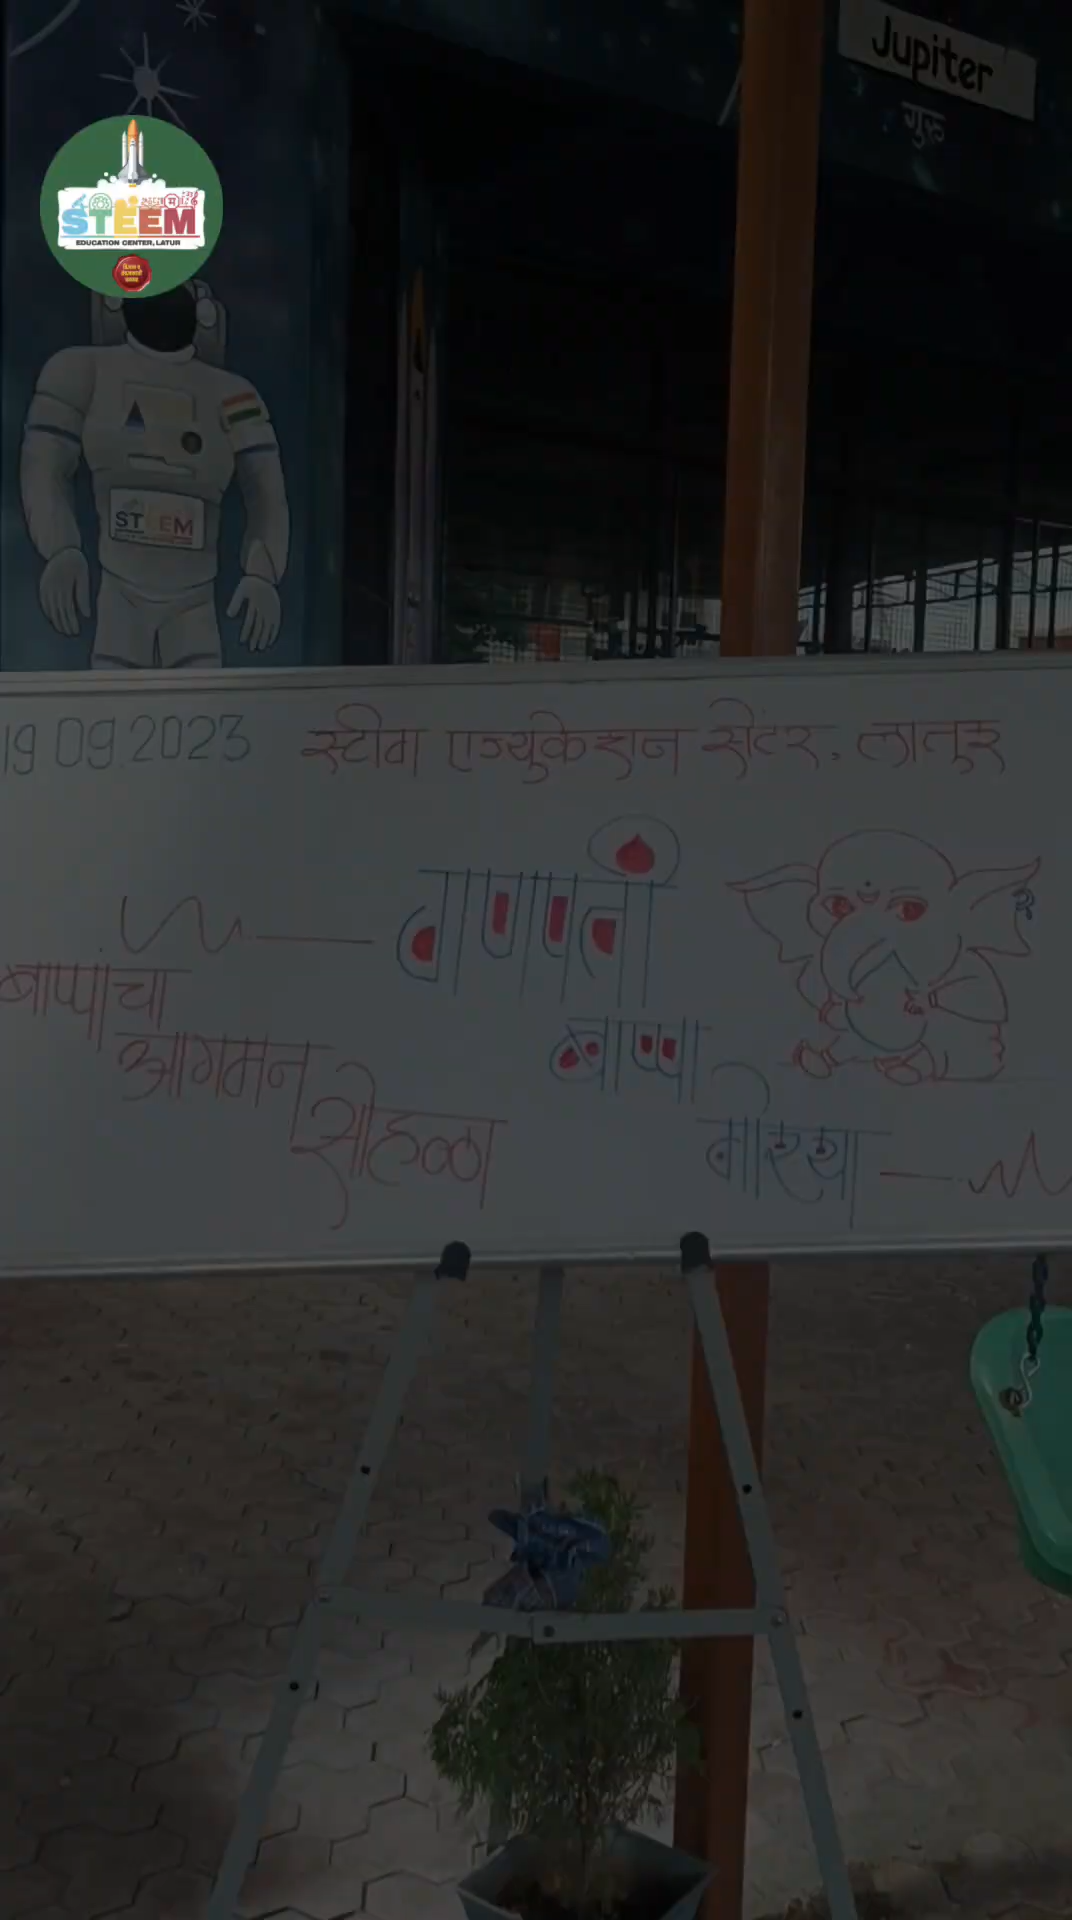 Jupiter
गुरु
STEEM
EDUCATION CENTER, LATUR
STEEM
19.09.2023 स्टीम एज्युकेशन सेंटर, लातूर
गणपती
बाप्पा
मोरया
बाप्पाचा
आगमन
सोहळा